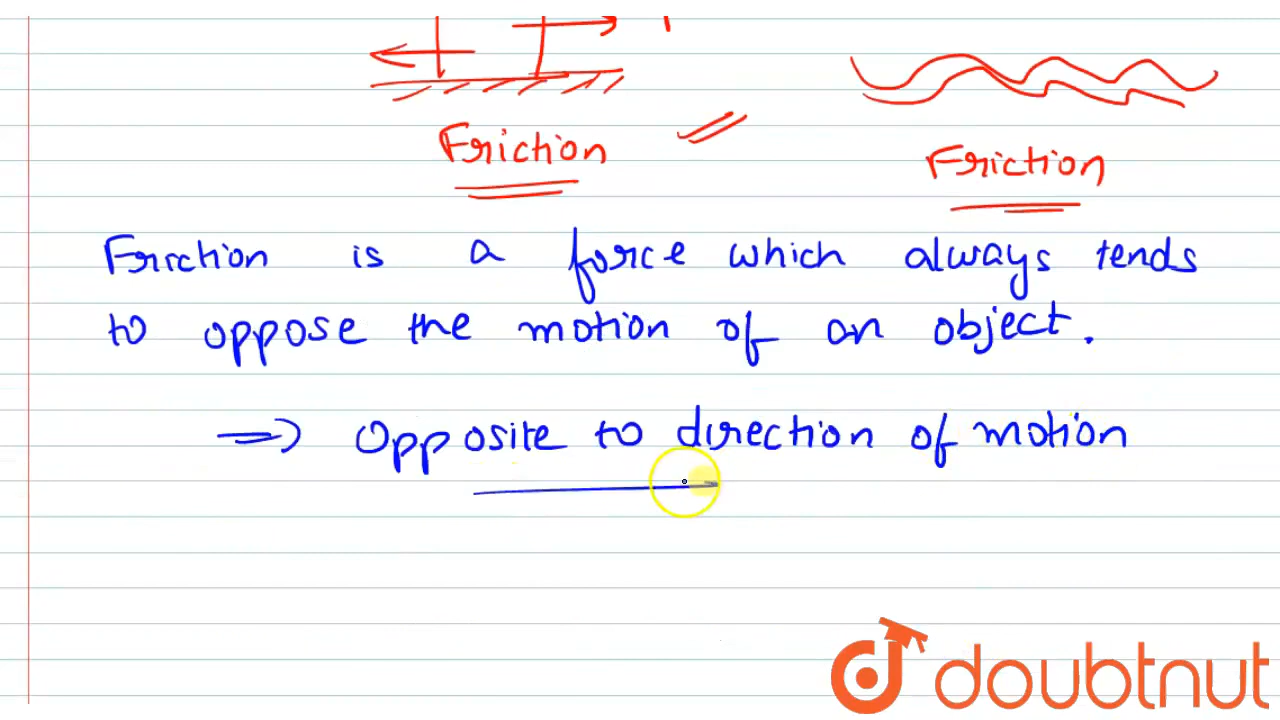 Friction
Friction
Friction is a force which always tends
to oppose the motion of an object.
⇒ Opposite to direction of motion
doubtnut